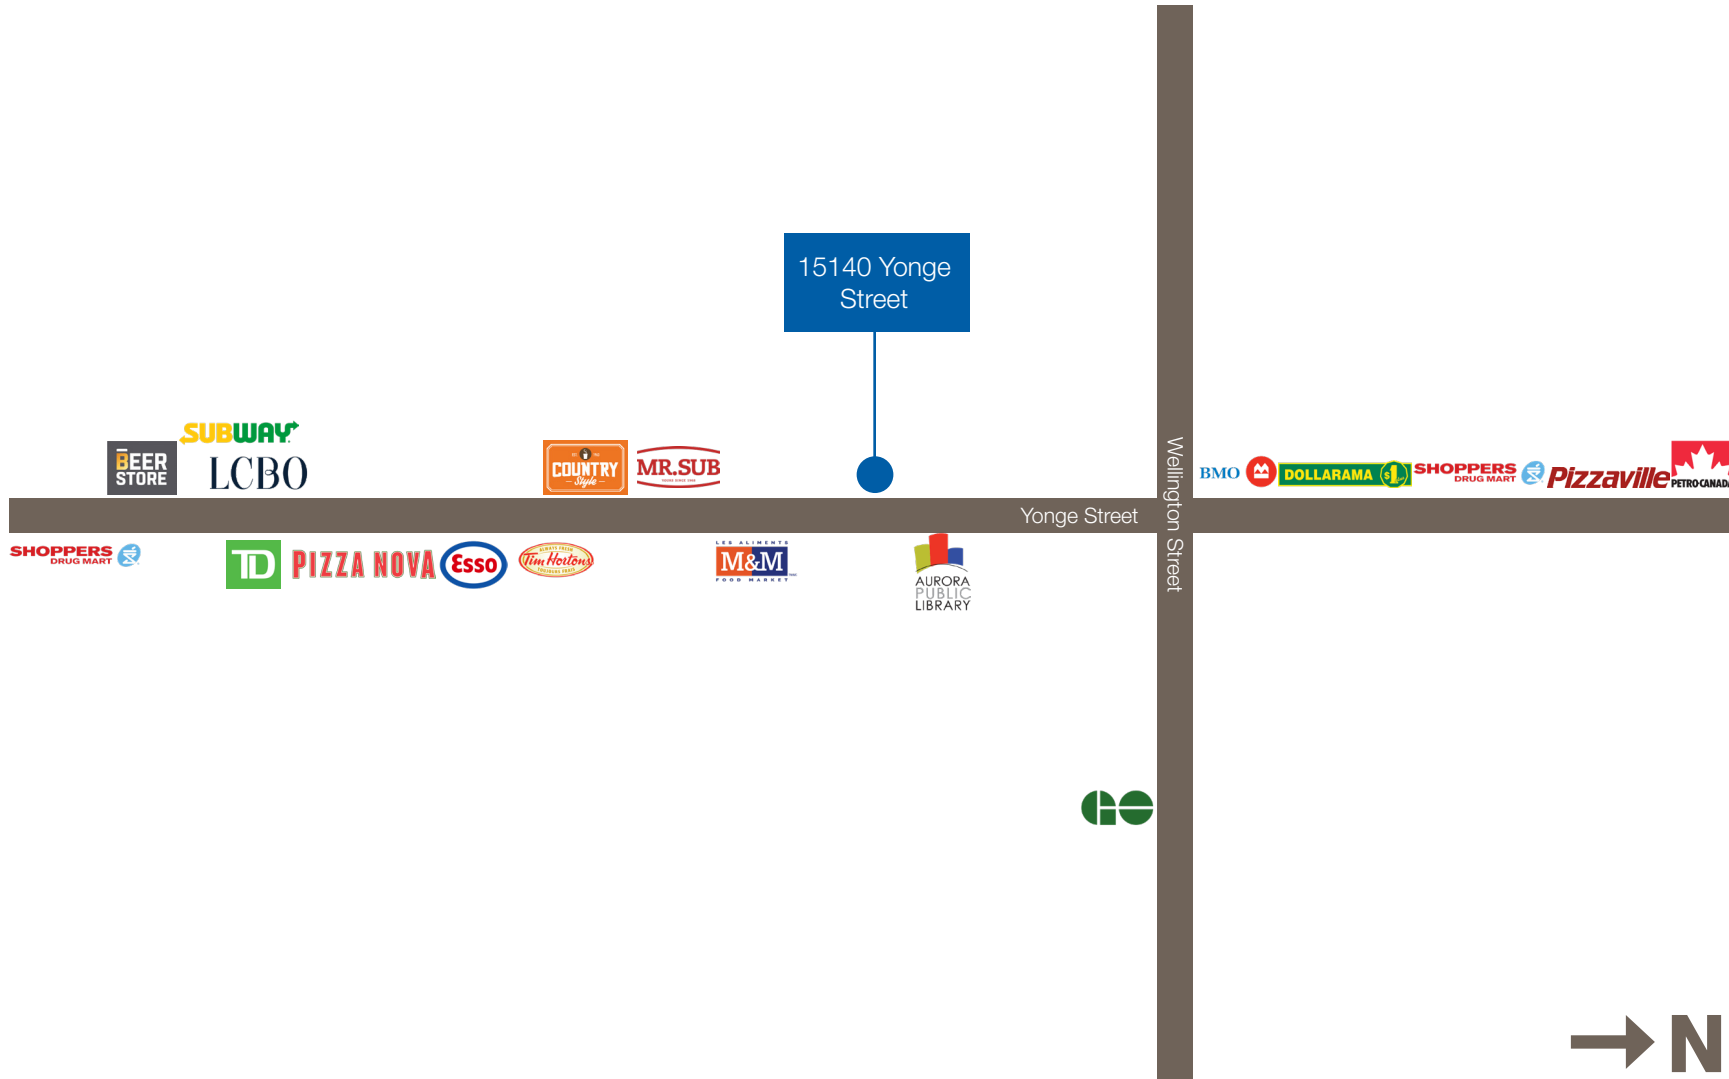 15140 Yonge
Street
SUBWAY
BEER
STORE
LCBO
COUNTRY
Style
MR.SUB
Wellington Street
BMO
DOLLARAMA $1
SHOPPERS
DRUG MART
Pizzaville
PETRO-CANADA
Yonge Street
SHOPPERS
DRUG MART
TD
PIZZA NOVA
Esso
ALWAYS FRESH
Tim Hortons
LES ALIMENTS
M&M
FOOD MARKET
AURORA
PUBLIC
LIBRARY
GO
N